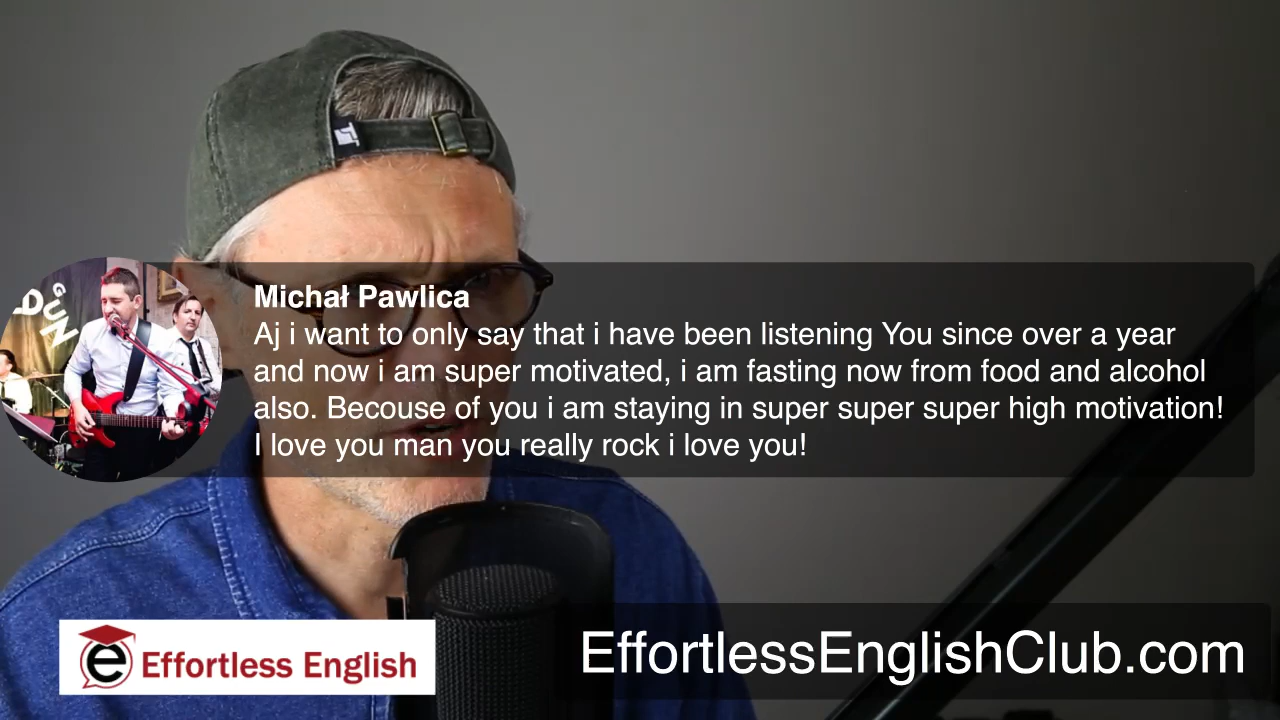 GUN
Michał Pawlica
Aj i want to only say that i have been listening You since over a year
and now i am super motivated, i am fasting now from food and alcohol
also. Becouse of you i am staying in super super super high motivation!
I love you man you really rock i love you!
e Effortless English
EffortlessEnglishClub.com